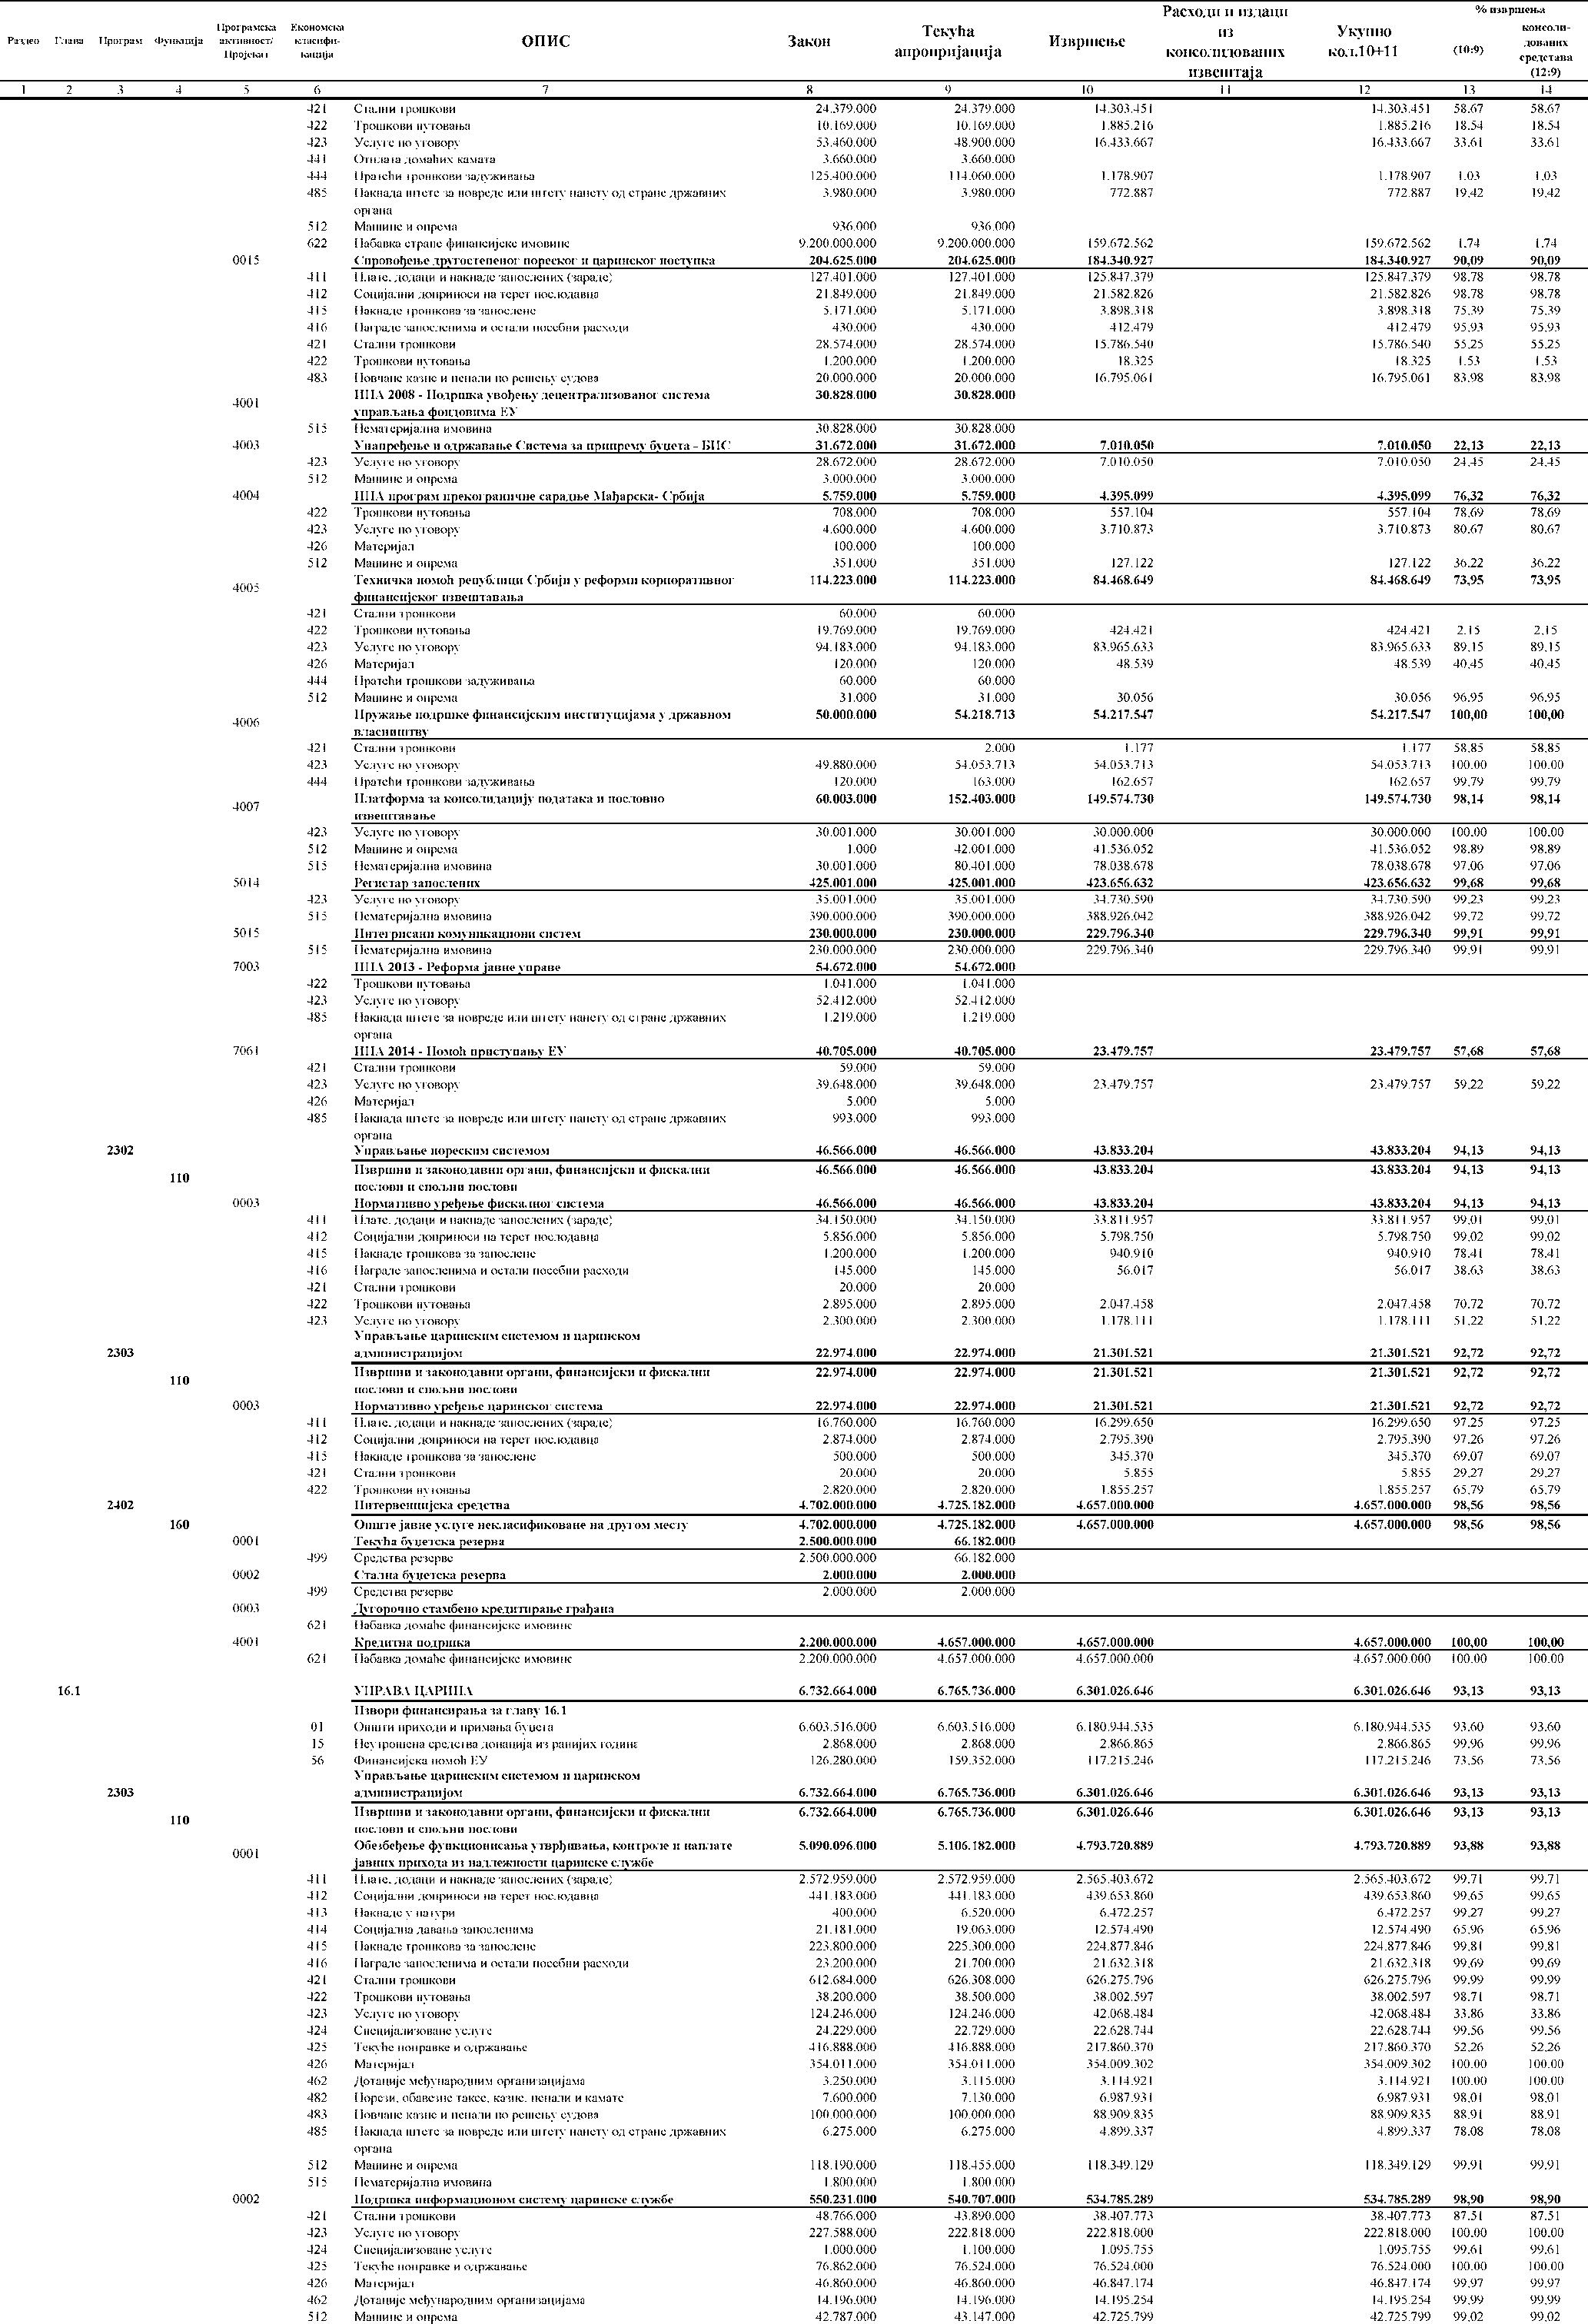 Раздео Глава Програм Функција Програмска активност/ Пројекат Економска класифи-кација ОПИС Закон Текућа апропријација Извршење Расходи и издаци из консолидованих извештаја Укупно кол.10+11 % извршења (10:9) консоли-дованих средстава (12:9)
1 2 3 4 5 6 7 8 9 10 11 12 13 14
421 Стални трошкови 24.379.000 24.379.000 14.303.451 14.303.451 58,67 58,67
422 Трошкови путовања 10.169.000 10.169.000 1.885.216 1.885.216 18,54 18,54
423 Услуге по уговору 53.460.000 48.900.000 16.433.667 16.433.667 33,61 33,61
441 Отплата домаћих камата 3.660.000 3.660.000
444 Пратећи трошкови задуживања 125.400.000 114.060.000 1.178.907 1.178.907 1,03 1,03
485 Накнада штете за повреде или штету нанету од стране државних 3.980.000 3.980.000 772.887 772.887 19,42 19,42
органа
512 Машине и опрема 936.000 936.000
622 Набавка стране финансијске имовине 9.200.000.000 9.200.000.000 159.672.562 159.672.562 1,74 1,74
0015 Спровођење другостепеног пореског и царинског поступка 204.625.000 204.625.000 184.340.927 184.340.927 90,09 90,09
411 Плате, додаци и накнаде запослених (зараде) 127.401.000 127.401.000 125.847.379 125.847.379 98,78 98,78
412 Социјални доприноси на терет послодавца 21.849.000 21.849.000 21.582.826 21.582.826 98,78 98,78
415 Накнаде трошкова за запослене 5.171.000 5.171.000 3.898.318 3.898.318 75,39 75,39
416 Награде запосленима и остали посебни расходи 430.000 430.000 412.479 412.479 95,93 95,93
421 Стални трошкови 28.574.000 28.574.000 15.786.540 15.786.540 55,25 55,25
422 Трошкови путовања 1.200.000 1.200.000 18.325 18.325 1,53 1,53
483 Новчане казне и пенали по решењу судова 20.000.000 20.000.000 16.795.061 16.795.061 83,98 83,98
4001 ИПА 2008 - Подршка увођењу децентрализованог система 30.828.000 30.828.000
управљања фондовима ЕУ
515 Нематеријална имовина 30.828.000 30.828.000
4003 Унапређење и одржавање Система за припрему буџета - БИС 31.672.000 31.672.000 7.010.050 7.010.050 22,13 22,13
423 Услуге по уговору 28.672.000 28.672.000 7.010.050 7.010.050 24,45 24,45
512 Машине и опрема 3.000.000 3.000.000
4004 ИПА програм прекограничне сарадње Мађарска- Србија 5.759.000 5.759.000 4.395.099 4.395.099 76,32 76,32
422 Трошкови путовања 708.000 708.000 557.104 557.104 78,69 78,69
423 Услуге по уговору 4.600.000 4.600.000 3.710.873 3.710.873 80,67 80,67
426 Материјал 100.000 100.000
512 Машине и опрема 351.000 351.000 127.122 127.122 36,22 36,22
4005 Техничка помоћ републици Србији у реформи корпоративног 114.223.000 114.223.000 84.468.649 84.468.649 73,95 73,95
финансијског извештавања
421 Стални трошкови 60.000 60.000
422 Трошкови путовања 19.769.000 19.769.000 424.421 424.421 2,15 2,15
423 Услуге по уговору 94.183.000 94.183.000 83.965.633 83.965.633 89,15 89,15
426 Материјал 120.000 120.000 48.539 48.539 40,45 40,45
444 Пратећи трошкови задуживања 60.000 60.000
512 Машине и опрема 31.000 31.000 30.056 30.056 96,95 96,95
4006 Пружање подршке финансијским институцијама у државном 50.000.000 54.218.713 54.217.547 54.217.547 100,00 100,00
власништву
421 Стални трошкови 2.000 1.177 1.177 58,85 58,85
423 Услуге по уговору 49.880.000 54.053.713 54.053.713 54.053.713 100,00 100,00
444 Пратећи трошкови задуживања 120.000 163.000 162.657 162.657 99,79 99,79
4007 Платформа за консолидацију података и пословно 60.003.000 152.403.000 149.574.730 149.574.730 98,14 98,14
извештавање
423 Услуге по уговору 30.001.000 30.001.000 30.000.000 30.000.000 100,00 100,00
512 Машине и опрема 1.000 42.001.000 41.536.052 41.536.052 98,89 98,89
515 Нематеријална имовина 30.001.000 80.401.000 78.038.678 78.038.678 97,06 97,06
5014 Регистар запослених 425.001.000 425.001.000 423.656.632 423.656.632 99,68 99,68
423 Услуге по уговору 35.001.000 35.001.000 34.730.590 34.730.590 99,23 99,23
515 Нематеријална имовина 390.000.000 390.000.000 388.926.042 388.926.042 99,72 99,72
5015 Интегрисани комуникациони систем 230.000.000 230.000.000 229.796.340 229.796.340 99,91 99,91
515 Нематеријална имовина 230.000.000 230.000.000 229.796.340 229.796.340 99,91 99,91
7003 ИПА 2013 - Реформа јавне управе 54.672.000 54.672.000
422 Трошкови путовања 1.041.000 1.041.000
423 Услуге по уговору 52.412.000 52.412.000
485 Накнада штете за повреде или штету нанету од стране државних 1.219.000 1.219.000
органа
7061 ИПА 2014 - Помоћ приступању ЕУ 40.705.000 40.705.000 23.479.757 23.479.757 57,68 57,68
421 Стални трошкови 59.000 59.000
423 Услуге по уговору 39.648.000 39.648.000 23.479.757 23.479.757 59,22 59,22
426 Материјал 5.000 5.000
485 Накнада штете за повреде или штету нанету од стране државних 993.000 993.000
органа
2302 Управљање пореским системом 46.566.000 46.566.000 43.833.204 43.833.204 94,13 94,13
110 Извршни и законодавни органи, финансијски и фискални 46.566.000 46.566.000 43.833.204 43.833.204 94,13 94,13
послови и спољни послови
0003 Нормативно уређење фискалног система 46.566.000 46.566.000 43.833.204 43.833.204 94,13 94,13
411 Плате, додаци и накнаде запослених (зараде) 34.150.000 34.150.000 33.811.957 33.811.957 99,01 99,01
412 Социјални доприноси на терет послодавца 5.856.000 5.856.000 5.798.750 5.798.750 99,02 99,02
415 Накнаде трошкова за запослене 1.200.000 1.200.000 940.910 940.910 78,41 78,41
416 Награде запосленима и остали посебни расходи 145.000 145.000 56.017 56.017 38,63 38,63
421 Стални трошкови 20.000 20.000
422 Трошкови путовања 2.895.000 2.895.000 2.047.458 2.047.458 70,72 70,72
423 Услуге по уговору 2.300.000 2.300.000 1.178.111 1.178.111 51,22 51,22
Управљање царинским системом и царинском
2303 администрацијом 22.974.000 22.974.000 21.301.521 21.301.521 92,72 92,72
110 Извршни и законодавни органи, финансијски и фискални 22.974.000 22.974.000 21.301.521 21.301.521 92,72 92,72
послови и спољни послови
0003 Нормативно уређење царинског система 22.974.000 22.974.000 21.301.521 21.301.521 92,72 92,72
411 Плате, додаци и накнаде запослених (зараде) 16.760.000 16.760.000 16.299.650 16.299.650 97,25 97,25
412 Социјални доприноси на терет послодавца 2.874.000 2.874.000 2.795.390 2.795.390 97,26 97,26
415 Накнаде трошкова за запослене 500.000 500.000 345.370 345.370 69,07 69,07
421 Стални трошкови 20.000 20.000 5.855 5.855 29,27 29,27
422 Трошкови путовања 2.820.000 2.820.000 1.855.257 1.855.257 65,79 65,79
2402 Интервенцијска средства 4.702.000.000 4.725.182.000 4.657.000.000 4.657.000.000 98,56 98,56
160 Опште јавне услуге некласификоване на другом месту 4.702.000.000 4.725.182.000 4.657.000.000 4.657.000.000 98,56 98,56
0001 Текућа буџетска резерва 2.500.000.000 66.182.000
499 Средства резерве 2.500.000.000 66.182.000
0002 Стална буџетска резерва 2.000.000 2.000.000
499 Средства резерве 2.000.000 2.000.000
0003 Дугорочно стамбено кредитирање грађана
621 Набавка домаће финансијске имовине
4001 Кредитна подршка 2.200.000.000 4.657.000.000 4.657.000.000 4.657.000.000 100,00 100,00
621 Набавка домаће финансијске имовине 2.200.000.000 4.657.000.000 4.657.000.000 4.657.000.000 100,00 100,00
16.1 УПРАВА ЦАРИНА 6.732.664.000 6.765.736.000 6.301.026.646 6.301.026.646 93,13 93,13
Извори финансирања за главу 16.1
01 Општи приходи и примања буџета 6.603.516.000 6.603.516.000 6.180.944.535 6.180.944.535 93,60 93,60
15 Неутрошена средства донација из ранијих година 2.868.000 2.868.000 2.866.865 2.866.865 99,96 99,96
56 Финансијска помоћ ЕУ 126.280.000 159.352.000 117.215.246 117.215.246 73,56 73,56
Управљање царинским системом и царинском
2303 администрацијом 6.732.664.000 6.765.736.000 6.301.026.646 6.301.026.646 93,13 93,13
110 Извршни и законодавни органи, финансијски и фискални 6.732.664.000 6.765.736.000 6.301.026.646 6.301.026.646 93,13 93,13
послови и спољни послови
0001 Обезбеђење функционисања утврђивања, контроле и наплате 5.090.096.000 5.106.182.000 4.793.720.889 4.793.720.889 93,88 93,88
јавних прихода из надлежности царинске службе
411 Плате, додаци и накнаде запослених (зараде) 2.572.959.000 2.572.959.000 2.565.403.672 2.565.403.672 99,71 99,71
412 Социјални доприноси на терет послодавца 441.183.000 441.183.000 439.653.860 439.653.860 99,65 99,65
413 Накнаде у натури 400.000 6.520.000 6.472.257 6.472.257 99,27 99,27
414 Социјална давања запосленима 21.181.000 19.063.000 12.574.490 12.574.490 65,96 65,96
415 Накнаде трошкова за запослене 223.800.000 225.300.000 224.877.846 224.877.846 99,81 99,81
416 Награде запосленима и остали посебни расходи 23.200.000 21.700.000 21.632.318 21.632.318 99,69 99,69
421 Стални трошкови 612.684.000 626.308.000 626.275.796 626.275.796 99,99 99,99
422 Трошкови путовања 38.200.000 38.500.000 38.002.597 38.002.597 98,71 98,71
423 Услуге по уговору 124.246.000 124.246.000 42.068.484 42.068.484 33,86 33,86
424 Специјализоване услуге 24.229.000 22.729.000 22.628.744 22.628.744 99,56 99,56
425 Текуће поправке и одржавање 416.888.000 416.888.000 217.860.370 217.860.370 52,26 52,26
426 Материјал 354.011.000 354.011.000 354.009.302 354.009.302 100,00 100,00
462 Дотације међународним организацијама 3.250.000 3.115.000 3.114.921 3.114.921 100,00 100,00
482 Порези, обавезне таксе, казне, пенали и камате 7.600.000 7.130.000 6.987.931 6.987.931 98,01 98,01
483 Новчане казне и пенали по решењу судова 100.000.000 100.000.000 88.909.835 88.909.835 88,91 88,91
485 Накнада штете за повреде или штету нанету од стране државних 6.275.000 6.275.000 4.899.337 4.899.337 78,08 78,08
органа
512 Машине и опрема 118.190.000 118.455.000 118.349.129 118.349.129 99,91 99,91
515 Нематеријална имовина 1.800.000 1.800.000
0002 Подршка информационом систему царинске службе 550.231.000 540.707.000 534.785.289 534.785.289 98,90 98,90
421 Стални трошкови 48.766.000 43.890.000 38.407.773 38.407.773 87,51 87,51
423 Услуге по уговору 227.588.000 222.818.000 222.818.000 222.818.000 100,00 100,00
424 Специјализоване услуге 1.000.000 1.100.000 1.095.755 1.095.755 99,61 99,61
425 Текуће поправке и одржавање 76.862.000 76.524.000 76.524.000 76.524.000 100,00 100,00
426 Материјал 46.860.000 46.860.000 46.847.174 46.847.174 99,97 99,97
462 Дотације међународним организацијама 14.196.000 14.196.000 14.195.254 14.195.254 99,99 99,99
512 Машине и опрема 42.787.000 43.147.000 42.725.799 42.725.799 99,02 99,02